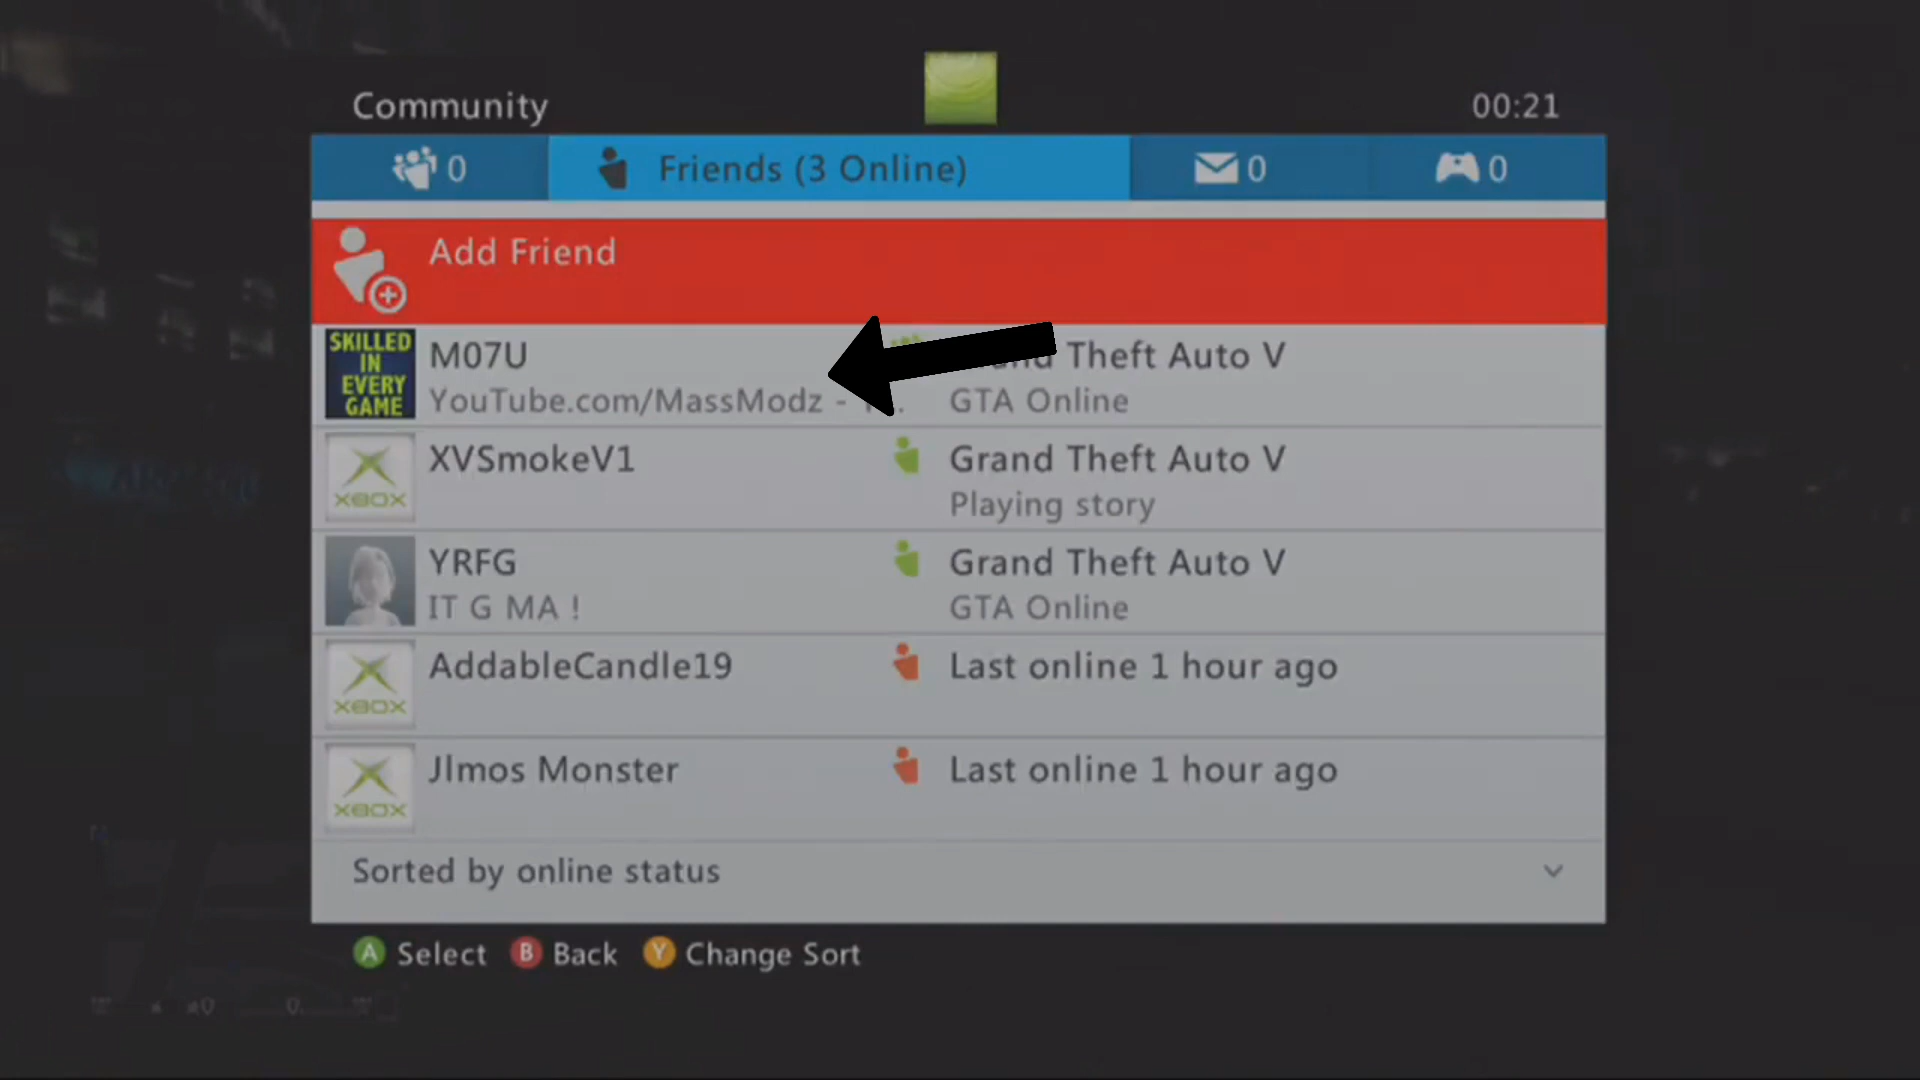 Community
00:21
0
Friends (3 Online)
0
0
Add Friend
SKILLED
IN
EVERY
GAME
M07U
YouTube.com/MassModz -
Theft Auto V
GTA Online
XBOX
XVSmokeV1
Grand Theft Auto V
Playing story
YRFG
IT G MA !
Grand Theft Auto V
GTA Online
XBOX
AddableCandle19
Last online 1 hour ago
XBOX
Jlmos Monster
Last online 1 hour ago
Sorted by online status
A Select B Back Y Change Sort